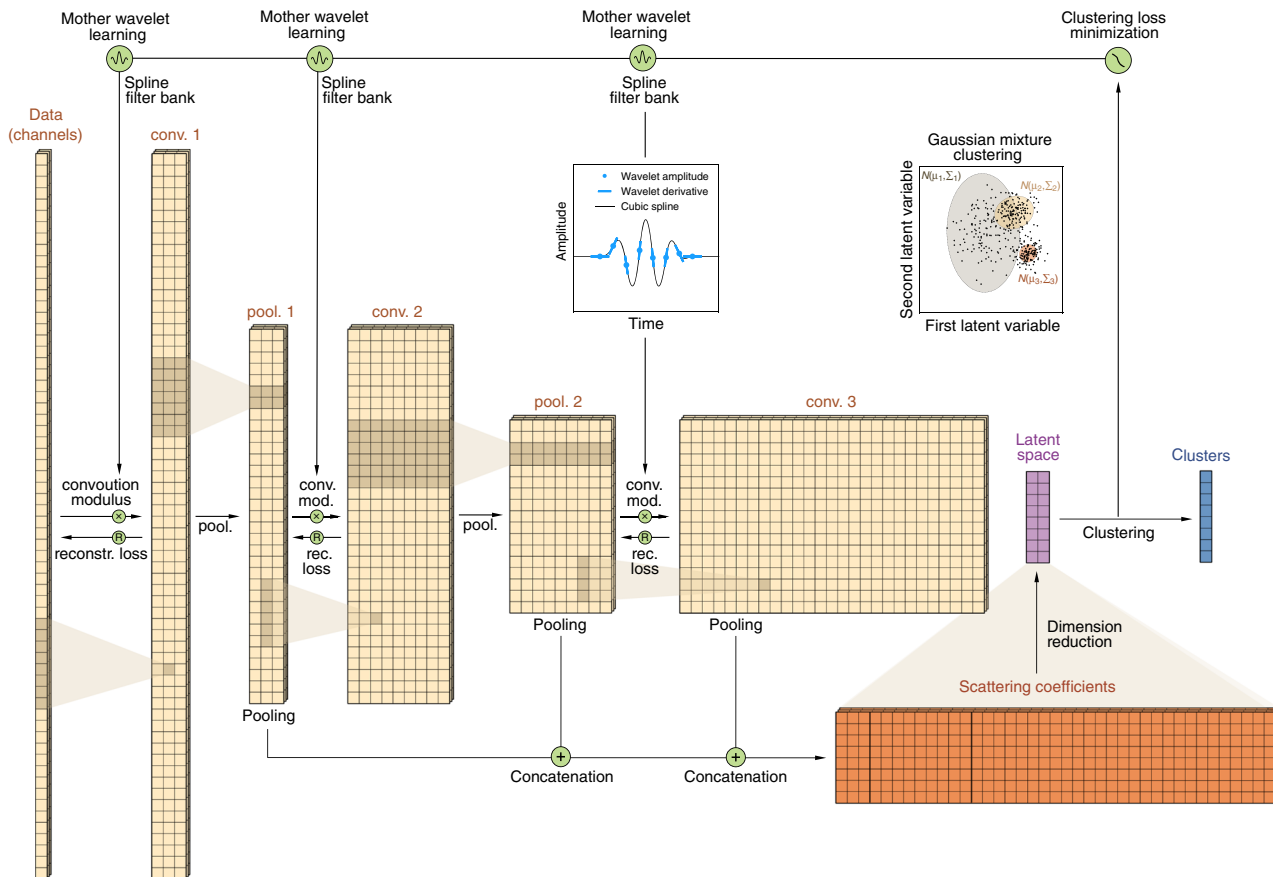 Mother wavelet
learning
Mother wavelet
learning
Mother wavelet
learning
Clustering loss
minimization
Spline
filter bank
Spline
filter bank
Spline
filter bank
Data
(channels)
conv. 1
Wavelet amplitude
Wavelet derivative
Cubic spline
Amplitude
Time
Gaussian mixture
clustering
N(μ1,Σ1)
N(μ2,Σ2)
N(μ3,Σ3)
Second latent variable
First latent variable
pool. 1
conv. 2
pool. 2
conv. 3
Latent
space
Clusters
convoution
modulus
×
R
reconstr. loss
pool.
conv.
mod.
×
R
rec.
loss
pool.
conv.
mod.
×
R
rec.
loss
Clustering
Pooling
Pooling
Pooling
Dimension
reduction
Scattering coefficients
+
Concatenation
+
Concatenation